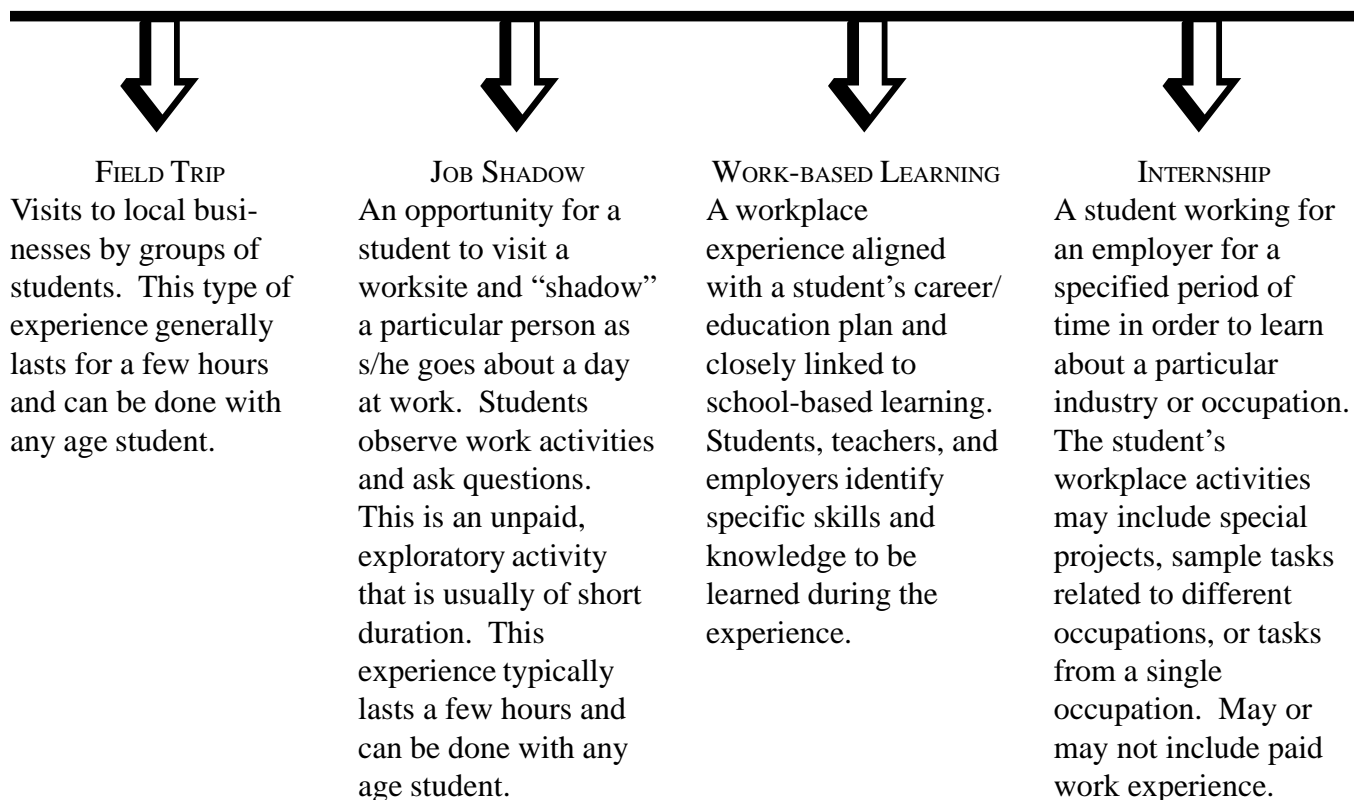 FIELD TRIP
Visits to local busi-
nesses by groups of
students.  This type of
experience generally
lasts for a few hours
and can be done with
any age student.
JOB SHADOW
An opportunity for a
student to visit a
worksite and “shadow”
a particular person as
s/he goes about a day
at work.  Students
observe work activities
and ask questions.
This is an unpaid,
exploratory activity
that is usually of short
duration.  This
experience typically
lasts a few hours and
can be done with any
age student.
WORK-BASED LEARNING
A workplace
experience aligned
with a student’s career/
education plan and
closely linked to
school-based learning.
Students, teachers, and
employers identify
specific skills and
knowledge to be
learned during the
experience.
INTERNSHIP
A student working for
an employer for a
specified period of
time in order to learn
about a particular
industry or occupation.
The student’s
workplace activities
may include special
projects, sample tasks
related to different
occupations, or tasks
from a single
occupation.  May or
may not include paid
work experience.